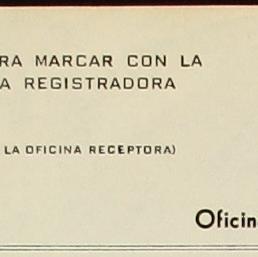 RA MARCAR CON LA
A REGISTRADORA
LA OFICINA RECEPTORA)
Oficin